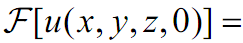 ℱ[u(x, y, z, 0)] =